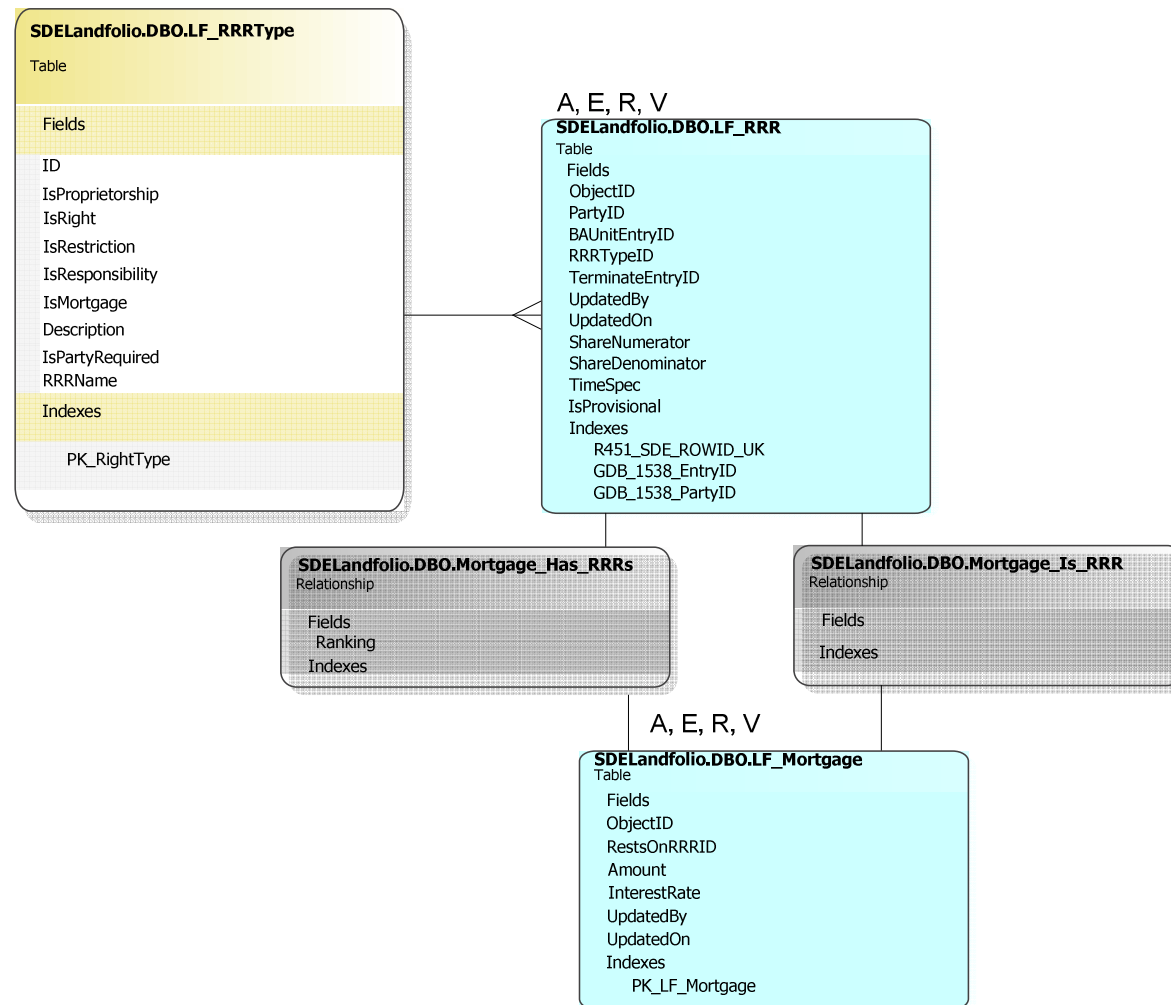 SDELandfolio.DBO.LF_RRRType
Table
Fields
ID
IsProprietorship
IsRight
IsRestriction
IsResponsibility
IsMortgage
Description
IsPartyRequired
RRRName
Indexes
PK_RightType
A, E, R, V
SDELandfolio.DBO.LF_RRR
Table
Fields
ObjectID
PartyID
BAUnitEntryID
RRRTypeID
TerminateEntryID
UpdatedBy
UpdatedOn
ShareNumerator
ShareDenominator
TimeSpec
IsProvisional
Indexes
R451_SDE_ROWID_UK
GDB_1538_EntryID
GDB_1538_PartyID
SDELandfolio.DBO.Mortgage_Has_RRRs
Relationship
Fields
Ranking
Indexes
SDELandfolio.DBO.Mortgage_Is_RRR
Relationship
Fields
Indexes
A, E, R, V
SDELandfolio.DBO.LF_Mortgage
Table
Fields
ObjectID
RestsOnRRRID
Amount
InterestRate
UpdatedBy
UpdatedOn
Indexes
PK_LF_Mortgage